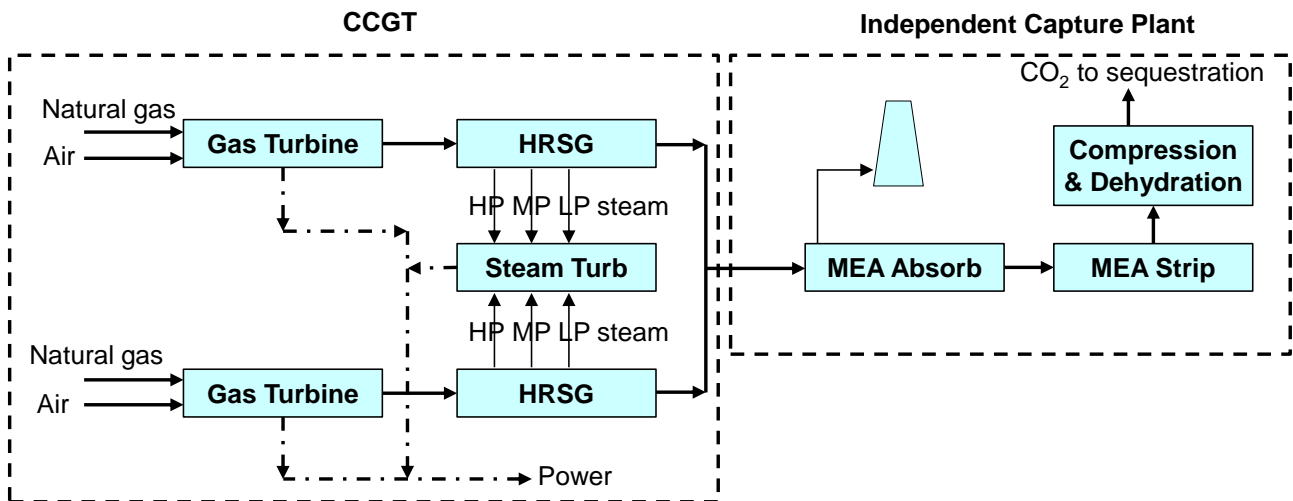 CCGT
Independent Capture Plant
CO₂ to sequestration
Natural gas
Air
Gas Turbine
HRSG
Compression
& Dehydration
HP MP LP steam
Steam Turb
MEA Absorb
MEA Strip
HP MP LP steam
Natural gas
Air
Gas Turbine
HRSG
Power